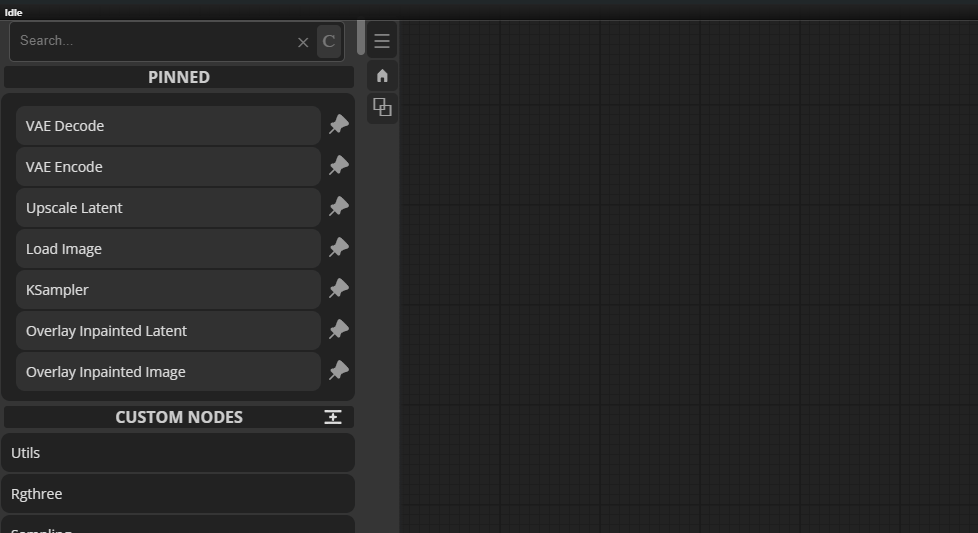 Idle
Search...
C
PINNED
VAE Decode
VAE Encode
Upscale Latent
Load Image
KSampler
Overlay Inpainted Latent
Overlay Inpainted Image
CUSTOM NODES
Utils
Rgthree
Sampling